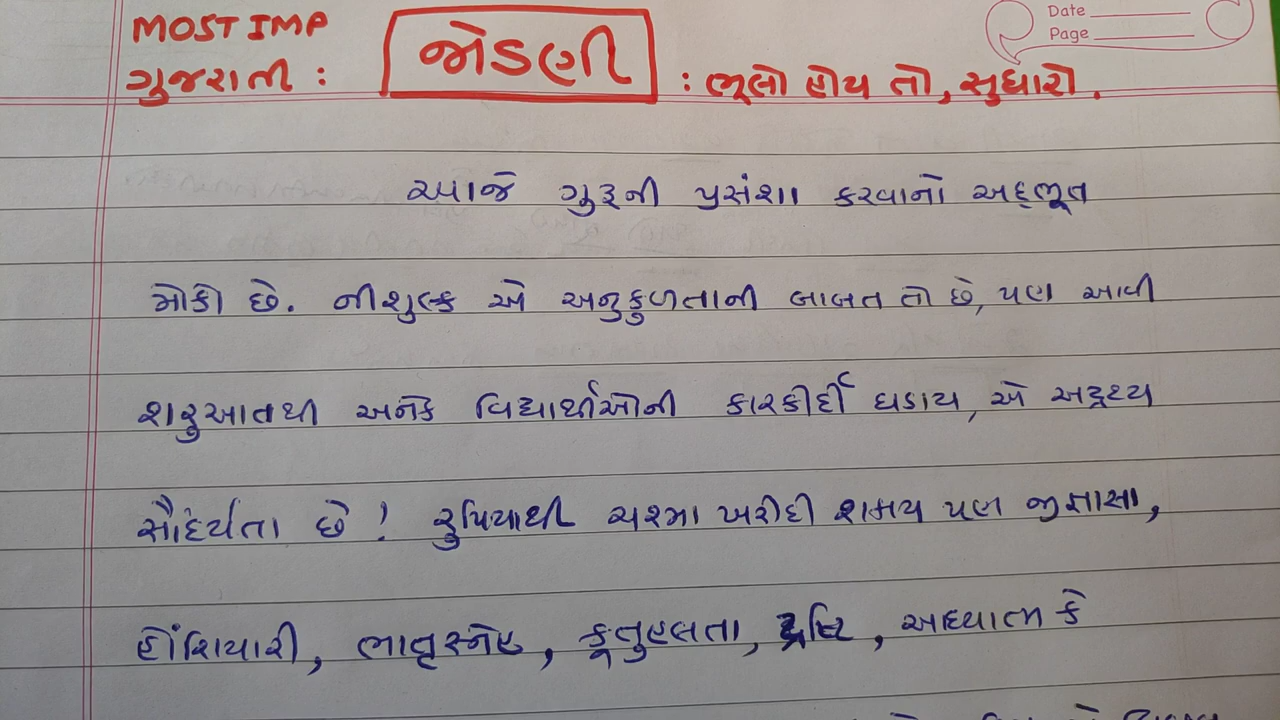 Date
Page
MOST IMP
ગુજરાતી : જોડણી : ભૂલો હોય તો, સુધારો.
આજે ગુરૂની પ્રસંશા કરવાનો અદ્ભૂત
મોકો છે. નીશુલ્ક એ અનુકુળતાની બાબત તો છે, પણ આવી
શરુઆતથી અનેક વિદ્યાર્થીઓની કારકીર્દી ઘડાય, એ અદ્રશ્ય
સૌંદર્યતા છે! રુપિયાથી ચશ્મા ખરીદી શકાય પણ જીજ્ઞાસા,
હોંશિયારી, ભાતૃસ્નેહ, કૂતુહલતા, દ્રષ્ટિ, અધ્યાત્મ કે